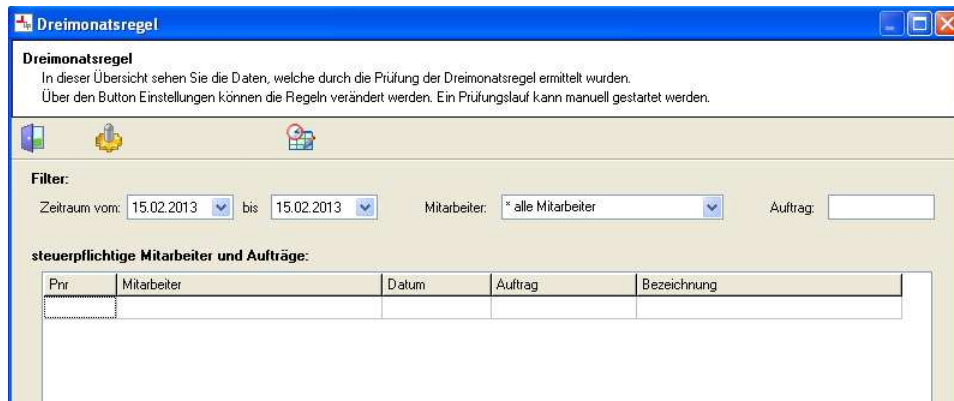 Dreimonatsregel
Dreimonatsregel
In dieser Übersicht sehen Sie die Daten, welche durch die Prüfung der Dreimonatsregel ermittelt wurden.
Über den Button Einstellungen können die Regeln verändert werden. Ein Prüfungslauf kann manuell gestartet werden.
Filter:
Zeitraum vom: 15.02.2013 bis 15.02.2013 Mitarbeiter: * alle Mitarbeiter Auftrag:
steuerpflichtige Mitarbeiter und Aufträge:
Pnr Mitarbeiter Datum Auftrag Bezeichnung